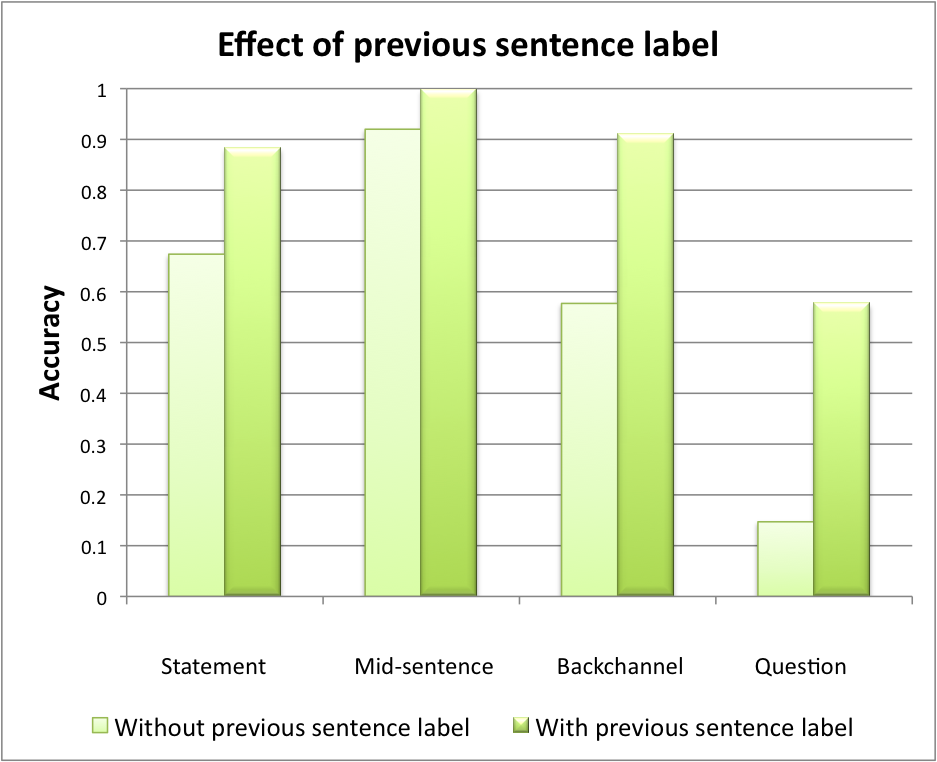 Effect of previous sentence label
Accuracy
1
0.9
0.8
0.7
0.6
0.5
0.4
0.3
0.2
0.1
0
Statement Mid-sentence Backchannel Question
Without previous sentence label With previous sentence label